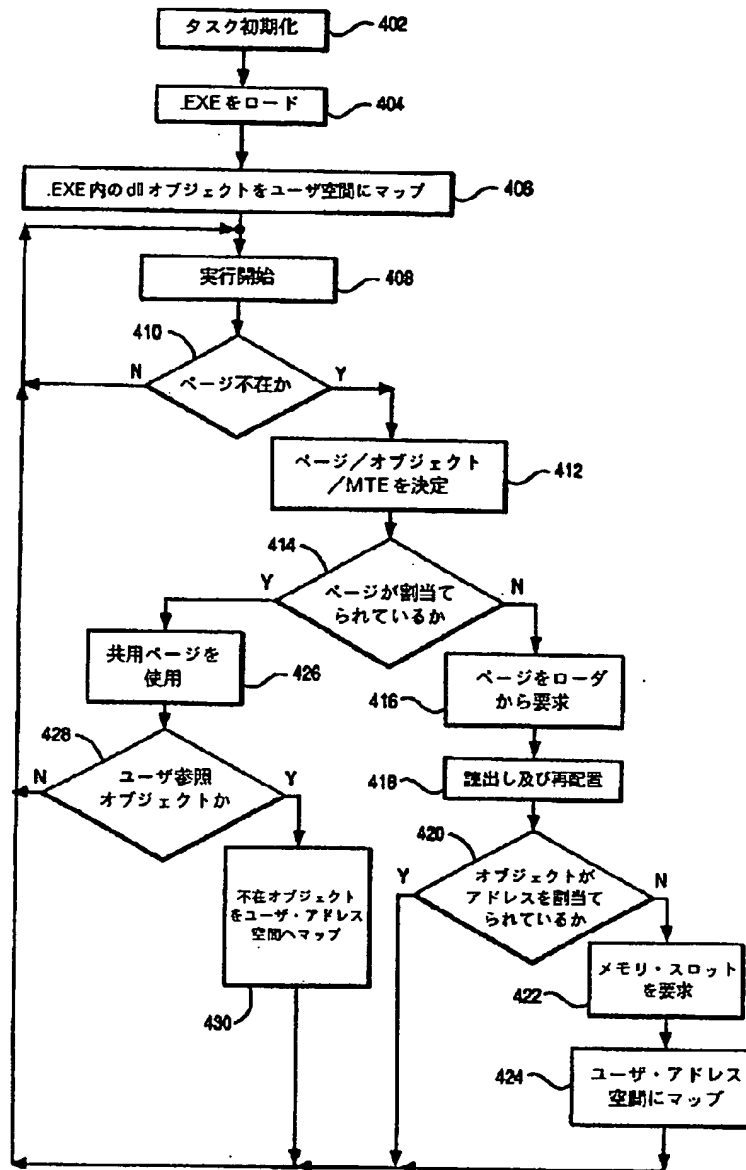 タスク初期化
402
.EXEをロード
404
.EXE内のdllオブジェクトをユーザ空間にマップ
406
実行開始
408
410
N
ページ不在か
Y
ページ／オブジェクト
／MTEを決定
412
414
Y
ページが割当て
られているか
N
共用ページを
使用
426
ページをローダ
から要求
416
428
N
ユーザ参照
オブジェクトか
Y
読出し及び再配置
418
420
Y
オブジェクトが
アドレスを割当て
られているか
N
不在オブジェクト
をユーザ・アドレス
空間へマップ
430
メモリ・スロット
を要求
422
424
ユーザ・アドレス
空間にマップ